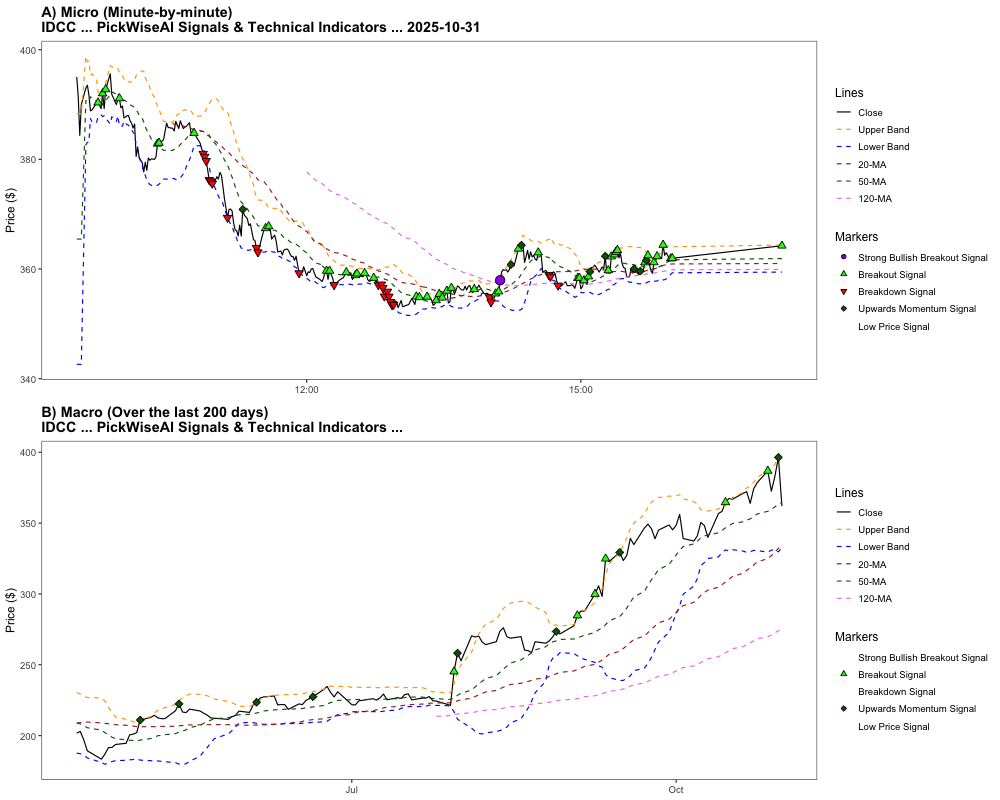 A) Micro (Minute-by-minute)
IDCC ... PickWiseAI Signals & Technical Indicators ... 2025-10-31
400
380
360
340
Price ($)
12:00
15:00
Lines
Close
Upper Band
Lower Band
20-MA
50-MA
120-MA
Markers
Strong Bullish Breakout Signal
Breakout Signal
Breakdown Signal
Upwards Momentum Signal
Low Price Signal
B) Macro (Over the last 200 days)
IDCC ... PickWiseAI Signals & Technical Indicators ...
400
350
300
250
200
Price ($)
Jul
Oct
Lines
Close
Upper Band
Lower Band
20-MA
50-MA
120-MA
Markers
Strong Bullish Breakout Signal
Breakout Signal
Breakdown Signal
Upwards Momentum Signal
Low Price Signal